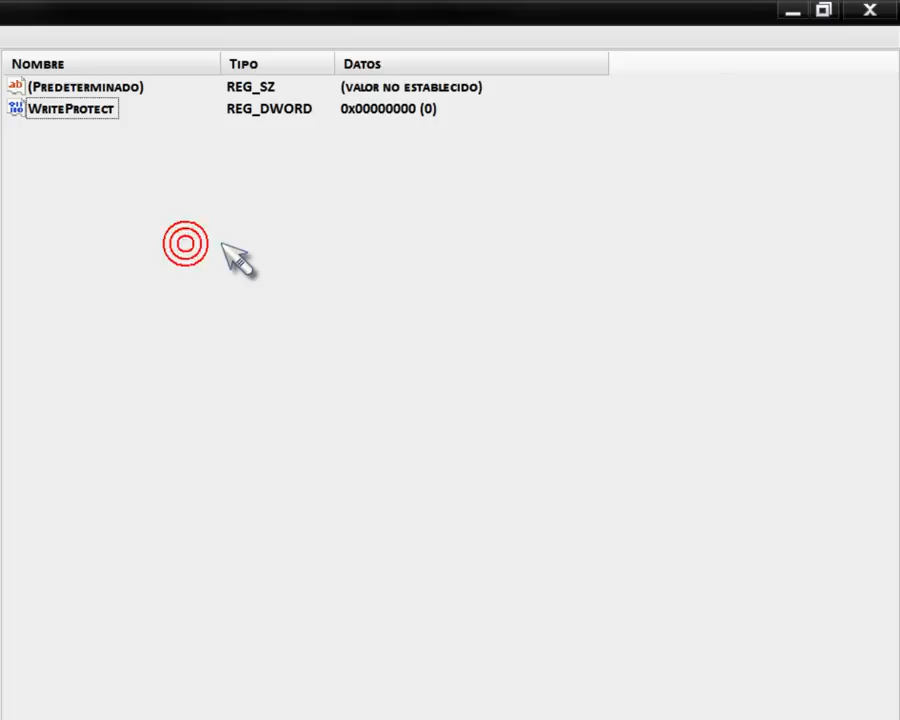 Nombre Tipo Datos
(Predeterminado) REG_SZ (valor no establecido)
WriteProtect REG_DWORD 0x00000000 (0)